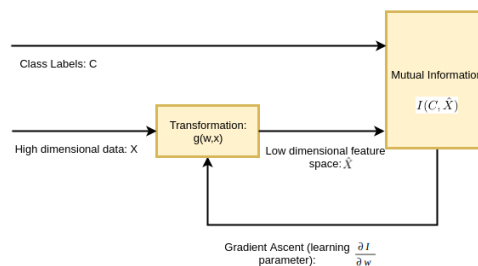 Class Labels: C
Mutual Information
I(C, X̂)
Transformation:
g(w,x)
High dimensional data: X
Low dimensional feature
space: X̂
Gradient Ascent (learning
parameter): ∂I/∂w